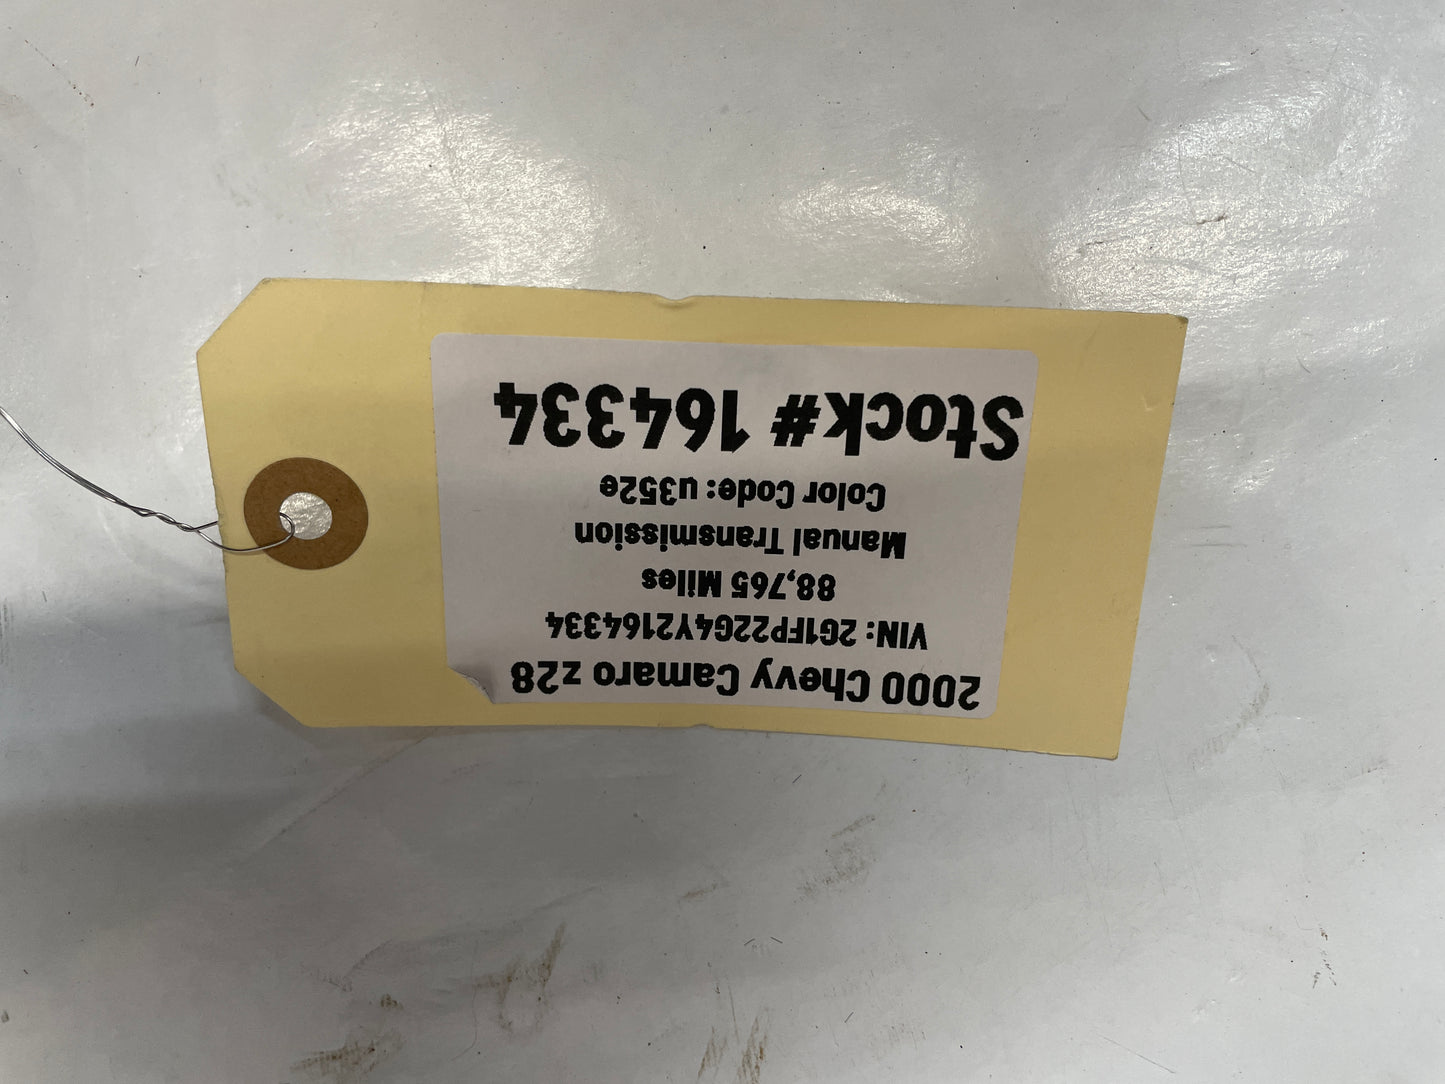 2000 Chevy Camaro z28
VIN: 2G1FP22G4Y2164334
88,765 Miles
Manual Transmission
Color Code: u352e
Stock# 164334